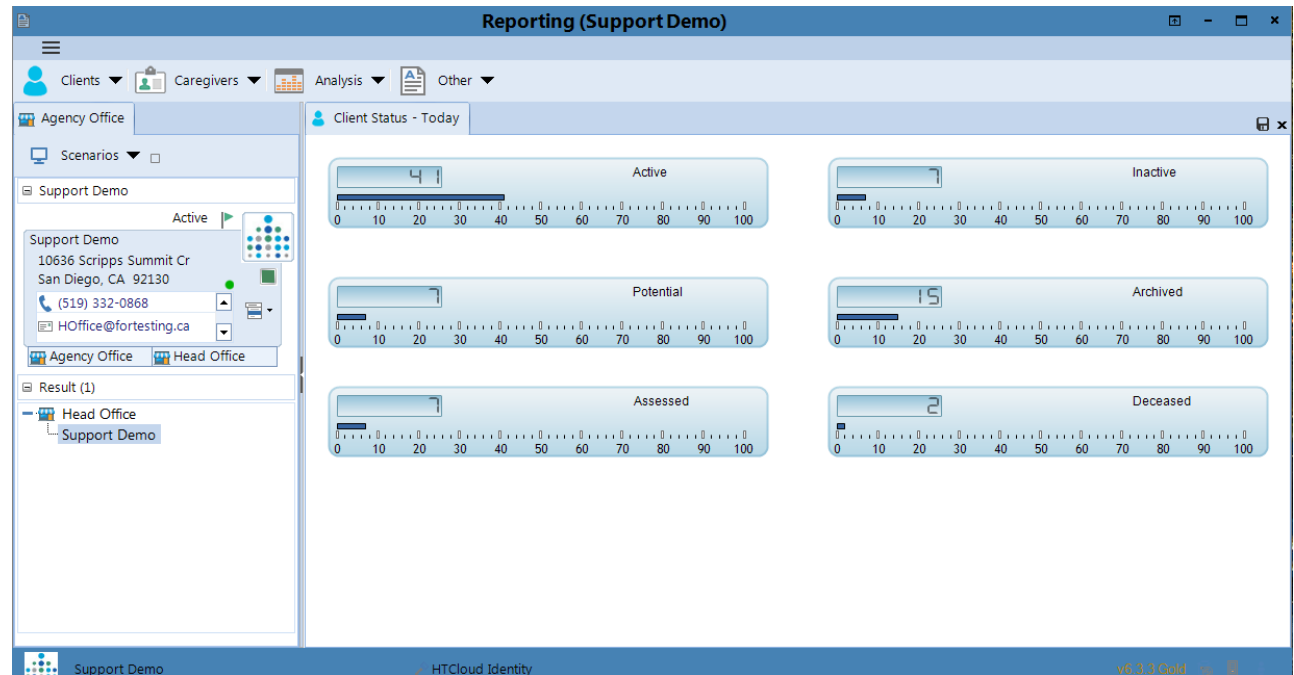 Reporting (Support Demo)
Clients Caregivers Analysis Other
Agency Office
Client Status - Today
Scenarios
Support Demo
Active
Support Demo
10636 Scripps Summit Cr
San Diego, CA 92130
(519) 332-0868
HOffice@fortesting.ca
Agency Office Head Office
Result (1)
Head Office
Support Demo
41 Active
0 10 20 30 40 50 60 70 80 90 100
7 Inactive
0 10 20 30 40 50 60 70 80 90 100
7 Potential
0 10 20 30 40 50 60 70 80 90 100
15 Archived
0 10 20 30 40 50 60 70 80 90 100
7 Assessed
0 10 20 30 40 50 60 70 80 90 100
2 Deceased
0 10 20 30 40 50 60 70 80 90 100
Support Demo HTCloud Identity v6.3.3 Gold